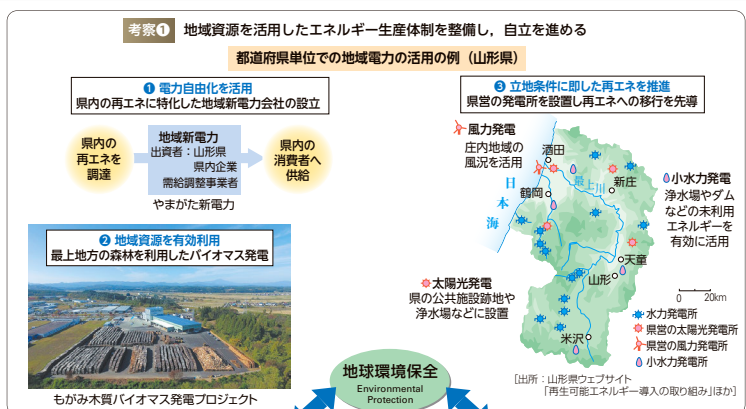 考察❶ 地域資源を活用したエネルギー生産体制を整備し，自立を進める
都道府県単位での地域電力の活用の例（山形県）
❶ 電力自由化を活用
県内の再エネに特化した地域新電力会社の設立
県内の
再エネを
調達
地域新電力
出資者：山形県
県内企業
需給調整事業者
県内の
消費者へ
供給
やまがた新電力
❷ 地域資源を有効利用
最上地方の森林を利用したバイオマス発電
もがみ木質バイオマス発電プロジェクト
❸ 立地条件に即した再エネを推進
県営の発電所を設置し再エネへの移行を先導
風力発電
庄内地域の
風況を活用
酒田
最上川
新庄
鶴岡
日本海
小水力発電
浄水場やダム
などの未利用
エネルギーを
有効に活用
天童
山形
太陽光発電
県の公共施設跡地や
浄水場などに設置
米沢
0 20km
水力発電所
県営の太陽光発電所
県営の風力発電所
小水力発電所
［出所：山形県ウェブサイト
「再生可能エネルギー導入の取り組み」ほか］
地球環境保全
Environmental
Protection